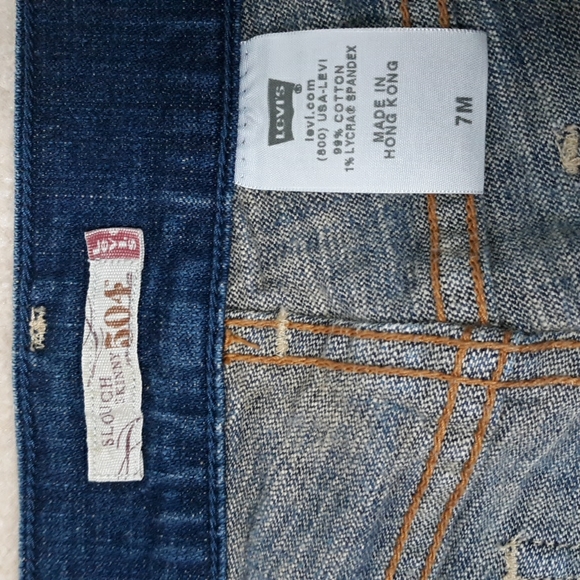 Levi's
®
levi.com
(800) USA-LEVI
99% COTTON
1% LYCRA® SPANDEX
MADE IN
HONG KONG
7M
Levi's
SLOUCH
SKINNY 504